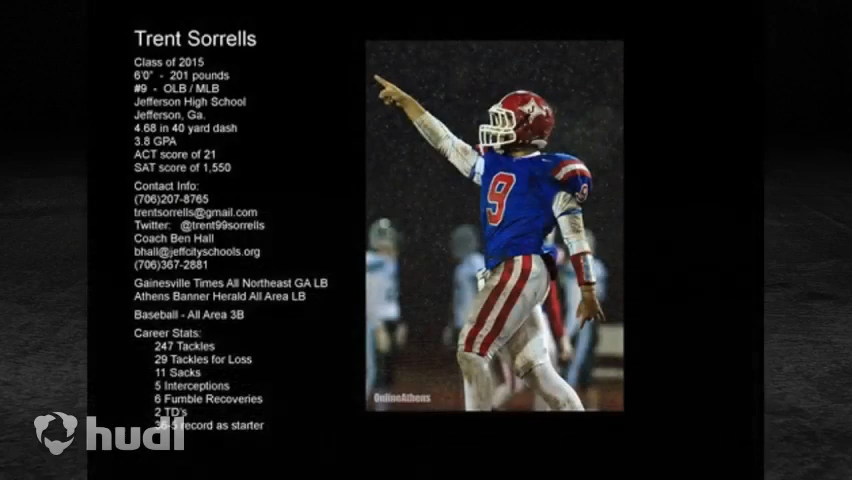 Trent Sorrells
Class of 2015
6'0" - 201 pounds
#9 - OLB / MLB
Jefferson High School
Jefferson, Ga.
4.68 in 40 yard dash
3.8 GPA
ACT score of 21
SAT score of 1,550
Contact Info:
(706)207-8765
trentsorrells@gmail.com
Twitter: @trent99sorrells
Coach Ben Hall
bhall@jeffcityschools.org
(706)367-2881
Gainesville Times All Northeast GA LB
Athens Banner Herald All Area LB
Baseball - All Area 3B
Career Stats:
247 Tackles
29 Tackles for Loss
11 Sacks
5 Interceptions
6 Fumble Recoveries
2 TD's
36-5 record as starter
hudl
9
9
OnlineAthens